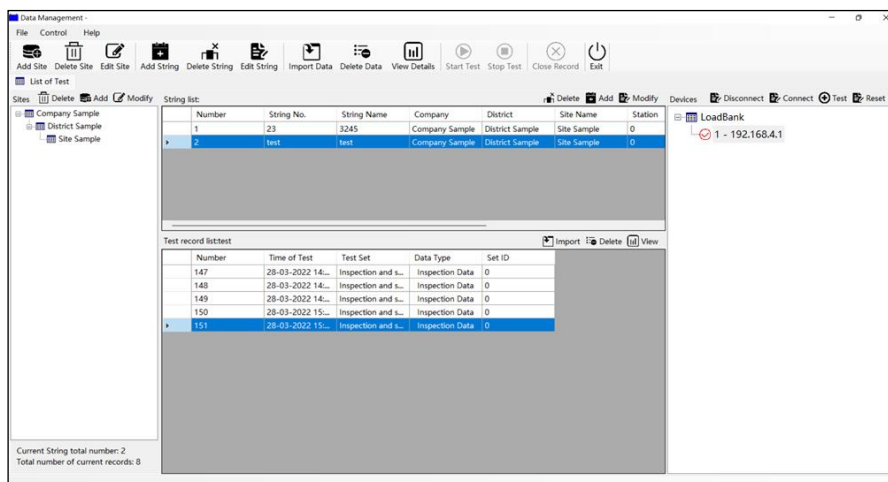 Data Management -
File Control Help
Add Site Delete Site Edit Site Add String Delete String Edit String Import Data Delete Data View Details Start Test Stop Test Close Record Exit
List of Test
Sites Delete Add Modify String list: Delete Add Modify Devices Disconnect Connect Test Reset
Company Sample
District Sample
Site Sample
Number String No. String Name Company District Site Name Station
1 23 3245 Company Sample District Sample Site Sample 0
2 test test Company Sample District Sample Site Sample 0
LoadBank
1 - 192.168.4.1
Test record list:test Import Delete View
Number Time of Test Test Set Data Type Set ID
147 28-03-2022 14:... Inspection and s... Inspection Data 0
148 28-03-2022 14:... Inspection and s... Inspection Data 0
149 28-03-2022 14:... Inspection and s... Inspection Data 0
150 28-03-2022 15:... Inspection and s... Inspection Data 0
151 28-03-2022 15:... Inspection and s... Inspection Data 0
Current String total number: 2
Total number of current records: 8